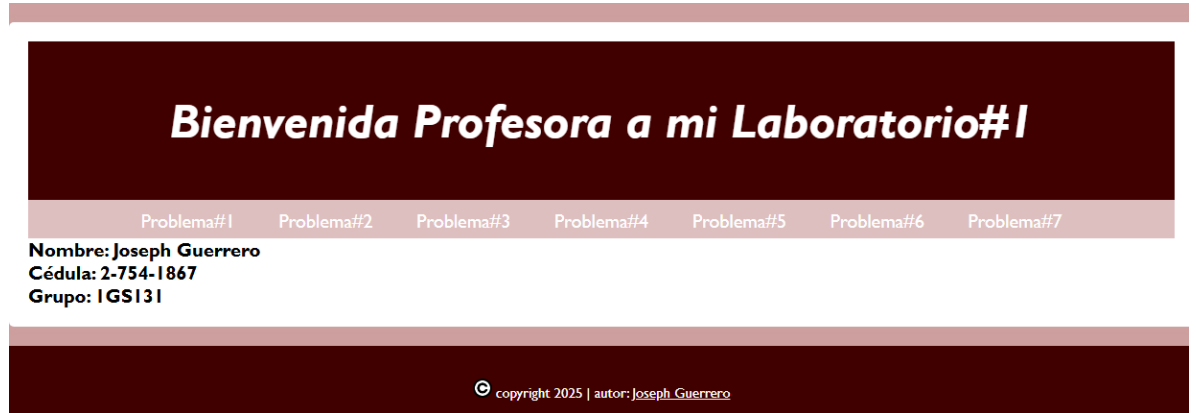 Bienvenida Profesora a mi Laboratorio#1
Problema#1 Problema#2 Problema#3 Problema#4 Problema#5 Problema#6 Problema#7
Nombre: Joseph Guerrero
Cédula: 2-754-1867
Grupo: 1GS131
© copyright 2025 | autor: Joseph Guerrero